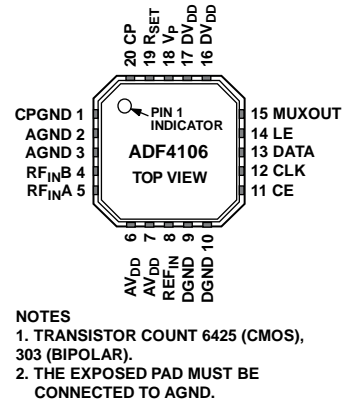 20 CP
19 RSET
18 VP
17 DVDD
16 DVDD
CPGND 1
AGND 2
AGND 3
RFINB 4
RFINA 5
PIN 1
INDICATOR
ADF4106
TOP VIEW
15 MUXOUT
14 LE
13 DATA
12 CLK
11 CE
AVDD 6
AVDD 7
REFIN 8
DGND 9
DGND 10
NOTES
1. TRANSISTOR COUNT 6425 (CMOS),
303 (BIPOLAR).
2. THE EXPOSED PAD MUST BE
CONNECTED TO AGND.